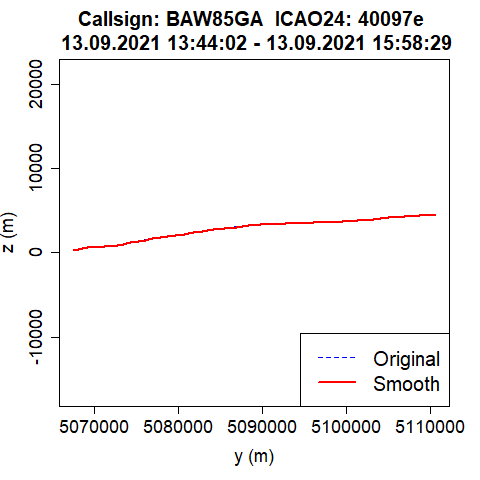 Callsign: BAW85GA  ICAO24: 40097e
13.09.2021 13:44:02 - 13.09.2021 15:58:29
20000
10000
0
-10000
z (m)
Original
Smooth
5070000 5080000 5090000 5100000 5110000
y (m)